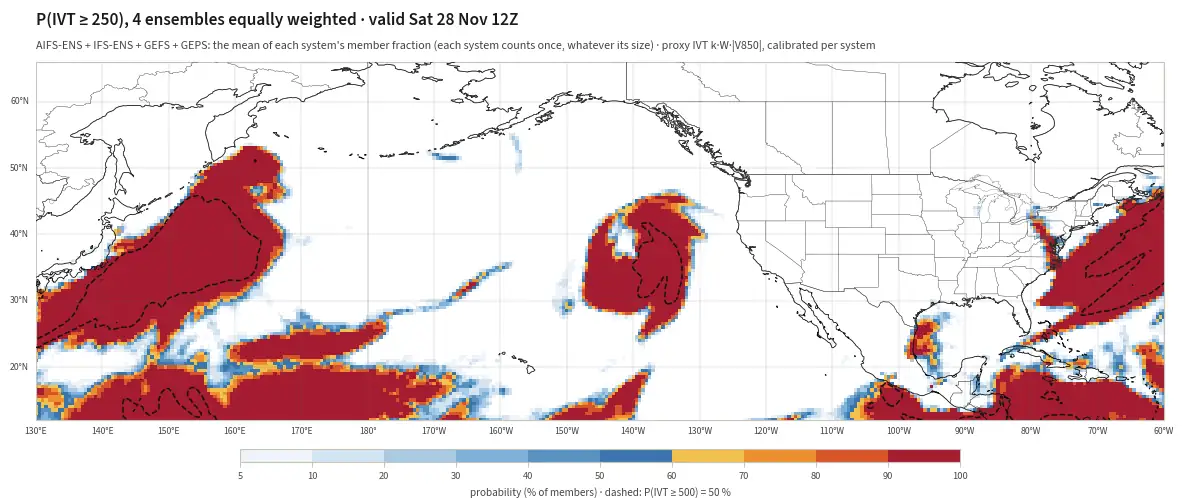 P(IVT ≥ 250), 4 ensembles equally weighted · valid Sat 28 Nov 12Z
AIFS-ENS + IFS-ENS + GEFS + GEPS: the mean of each system's member fraction (each system counts once, whatever its size) · proxy IVT k·W·|V850|, calibrated per system
60°N
50°N
40°N
30°N
20°N
130°E 140°E 150°E 160°E 170°E 180° 170°W 160°W 150°W 140°W 130°W 120°W 110°W 100°W 90°W 80°W 70°W 60°W
5 10 20 30 40 50 60 70 80 90 100
probability (% of members) · dashed: P(IVT ≥ 500) = 50 %